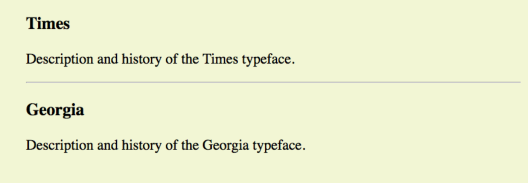 Times
Description and history of the Times typeface.
Georgia
Description and history of the Georgia typeface.